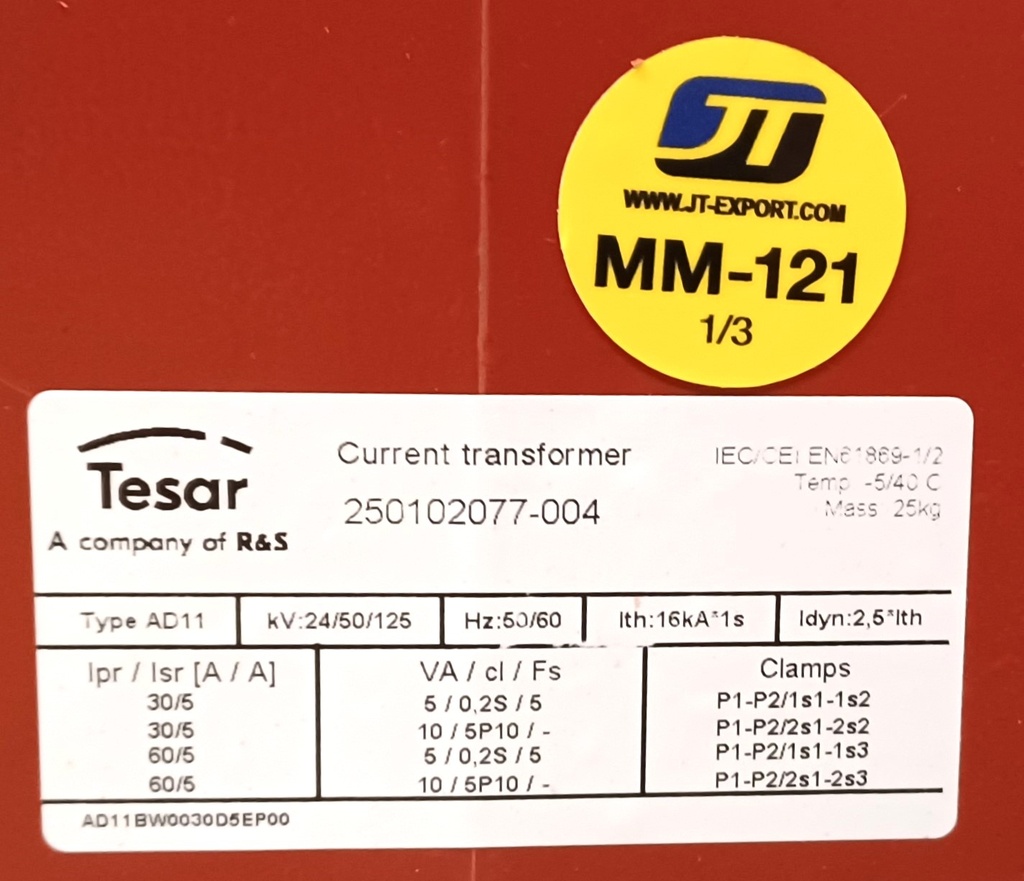 JT
WWW.JT-EXPORT.COM
MM-121
1/3
Tesar
A company of R&S
Current transformer
250102077-004
IEC/CEI EN61869-1/2
Temp -5/40 C
Mass 25kg
Type AD11 kV:24/50/125 Hz:50/60 Ith:16kA*1s Idyn:2,5*Ith
Ipr / Isr [A / A] VA / cl / Fs Clamps
30/5 5 / 0,2S / 5 P1-P2/1s1-1s2
30/5 10 / 5P10 / - P1-P2/2s1-2s2
60/5 5 / 0,2S / 5 P1-P2/1s1-1s3
60/5 10 / 5P10 / - P1-P2/2s1-2s3
AD11BW0030D5EP00